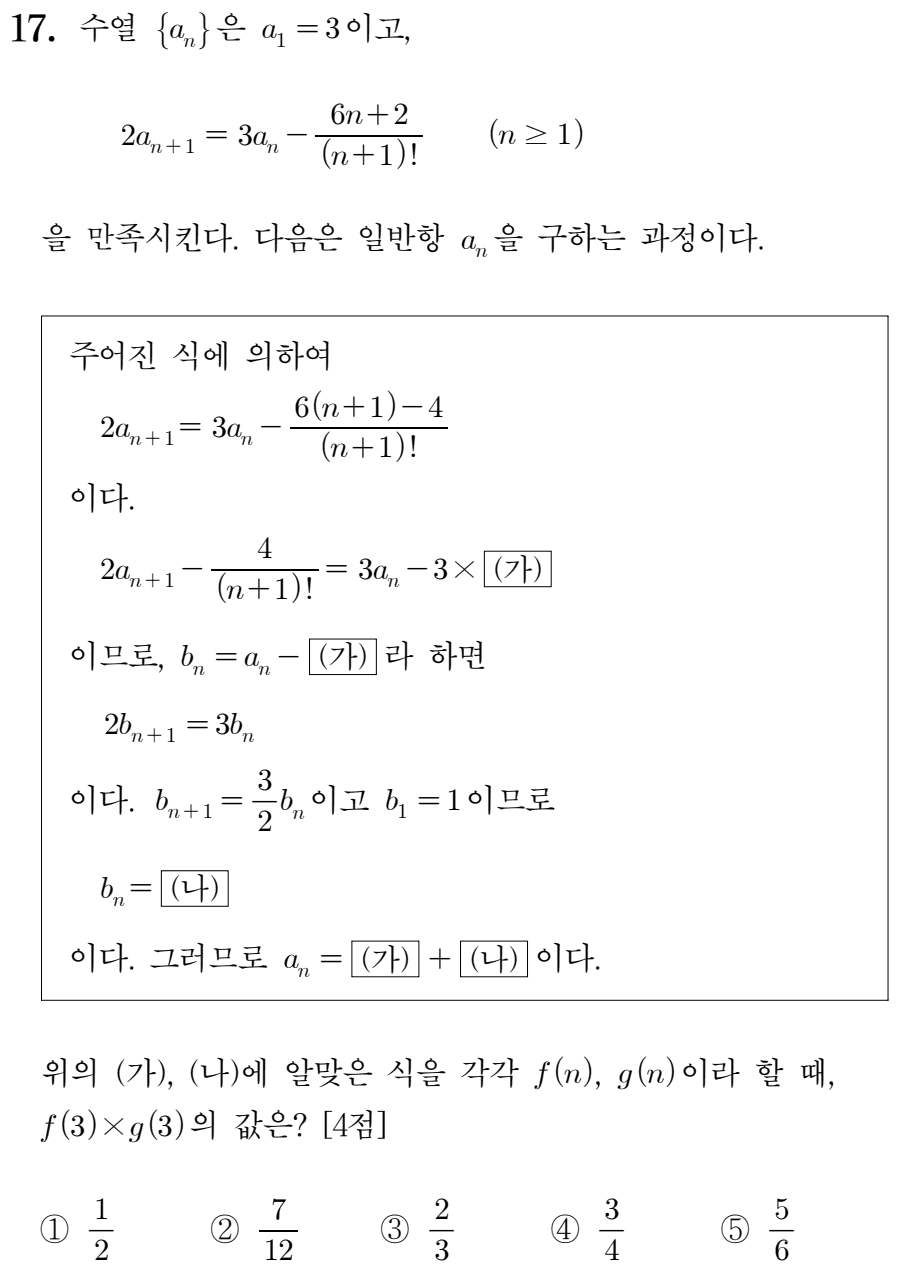 17. 수열 {aₙ}은 a₁ = 3이고,
2aₙ₊₁ = 3aₙ − (6n+2)/(n+1)! (n ≥ 1)
을 만족시킨다. 다음은 일반항 aₙ을 구하는 과정이다.
주어진 식에 의하여
2aₙ₊₁ = 3aₙ − (6(n+1)−4)/(n+1)!
이다.
2aₙ₊₁ − 4/(n+1)! = 3aₙ − 3× (가)
이므로, bₙ = aₙ − (가) 라 하면
2bₙ₊₁ = 3bₙ
이다. bₙ₊₁ = 3/2 bₙ이고 b₁ = 1이므로
bₙ = (나)
이다. 그러므로 aₙ = (가) + (나) 이다.
위의 (가), (나)에 알맞은 식을 각각 f(n), g(n)이라 할 때,
f(3)×g(3)의 값은? [4점]
① 1/2 ② 7/12 ③ 2/3 ④ 3/4 ⑤ 5/6